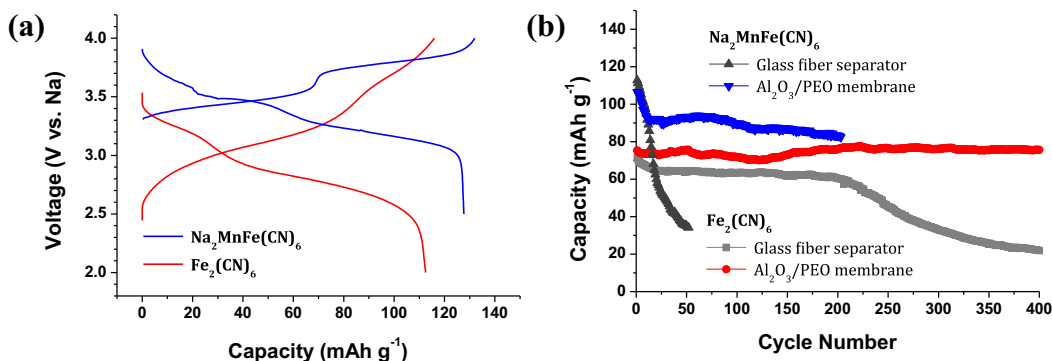 (a)
4.0
3.5
3.0
2.5
2.0
Voltage (V vs. Na)
Na₂MnFe(CN)₆
Fe₂(CN)₆
0 20 40 60 80 100 120 140
Capacity (mAh g⁻¹)
(b)
140
120
100
80
60
40
20
0
Capacity (mAh g⁻¹)
Na₂MnFe(CN)₆
Glass fiber separator
Al₂O₃/PEO membrane
Fe₂(CN)₆
Glass fiber separator
Al₂O₃/PEO membrane
0 50 100 150 200 250 300 350 400
Cycle Number